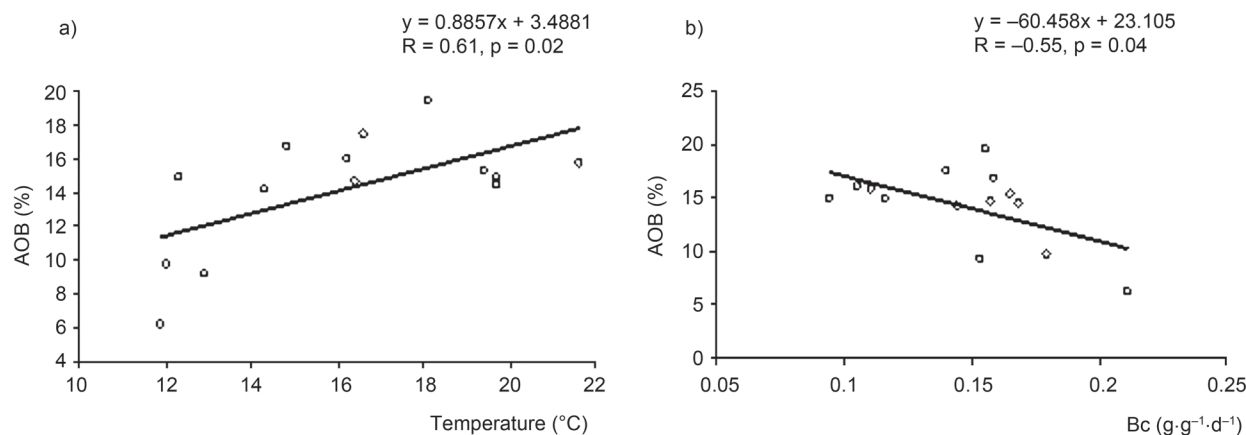 a)
y = 0.8857x + 3.4881
R = 0.61, p = 0.02
AOB (%)
20
18
16
14
12
10
8
6
4
10 12 14 16 18 20 22
Temperature (°C)
b)
y = –60.458x + 23.105
R = –0.55, p = 0.04
AOB (%)
25
20
15
10
5
0
0.05 0.1 0.15 0.2 0.25
Bc (g·g⁻¹·d⁻¹)